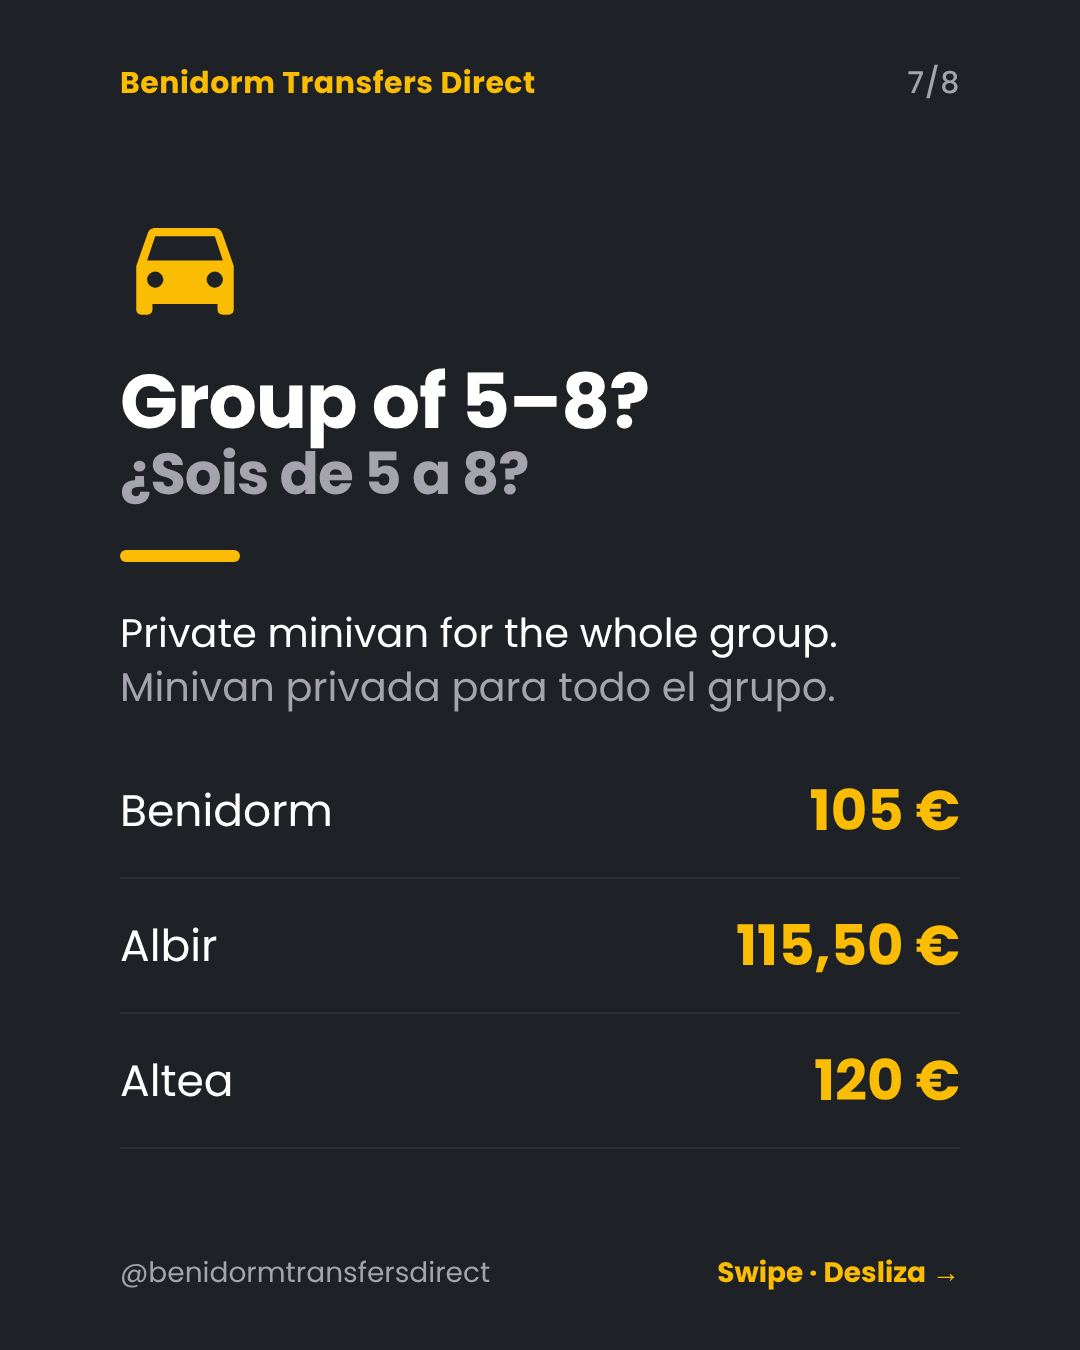 Benidorm Transfers Direct
7/8
Group of 5–8?
¿Sois de 5 a 8?
Private minivan for the whole group.
Minivan privada para todo el grupo.
Benidorm 105 €
Albir 115,50 €
Altea 120 €
@benidormtransfersdirect
Swipe · Desliza →